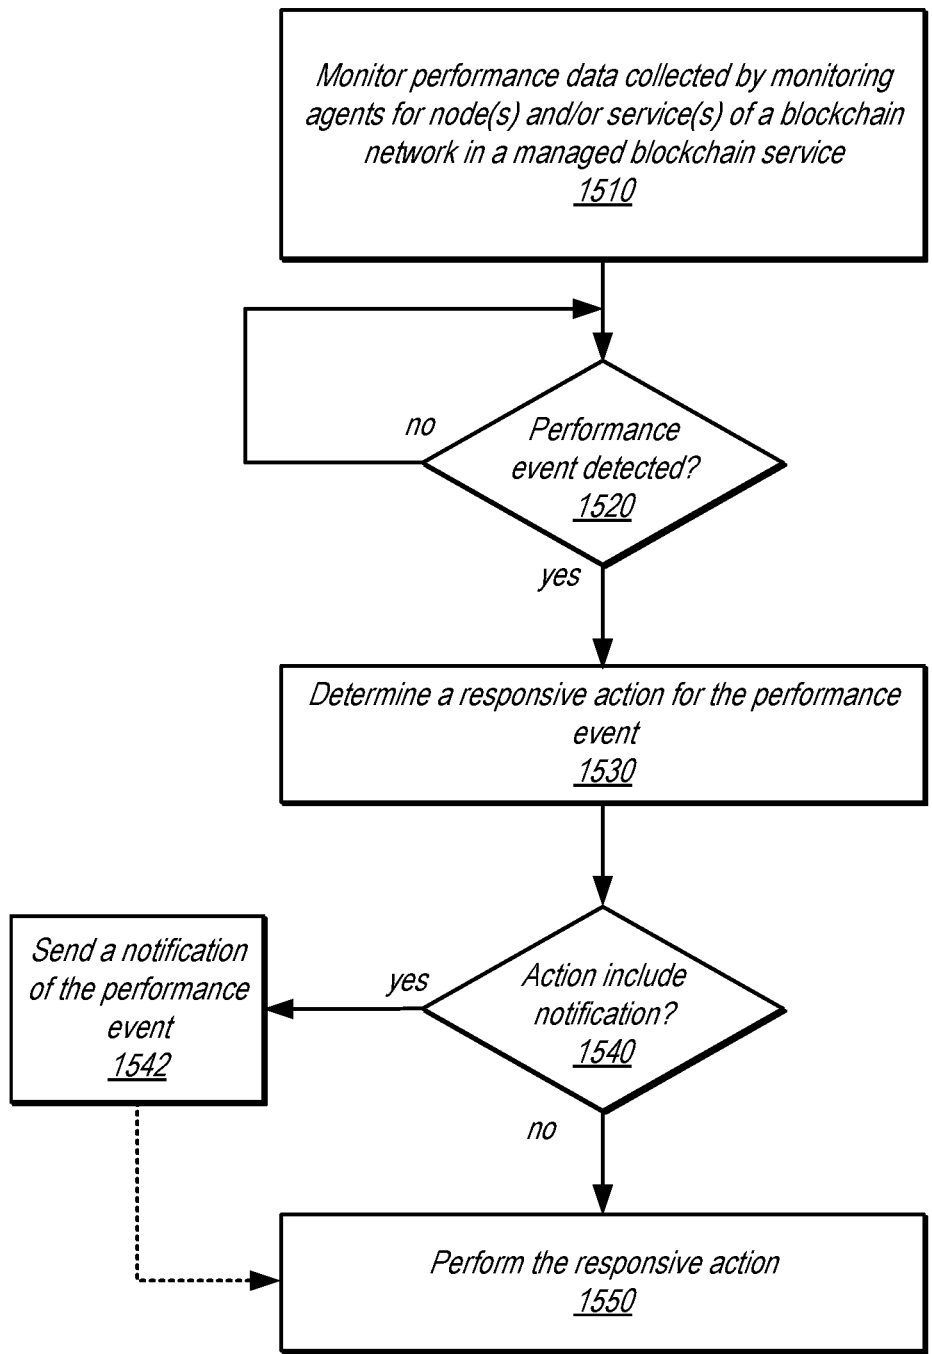 Monitor performance data collected by monitoring
agents for node(s) and/or service(s) of a blockchain
network in a managed blockchain service
1510
no
Performance
event detected?
1520
yes
Determine a responsive action for the performance
event
1530
Send a notification
of the performance
event
1542
yes
Action include
notification?
1540
no
Perform the responsive action
1550